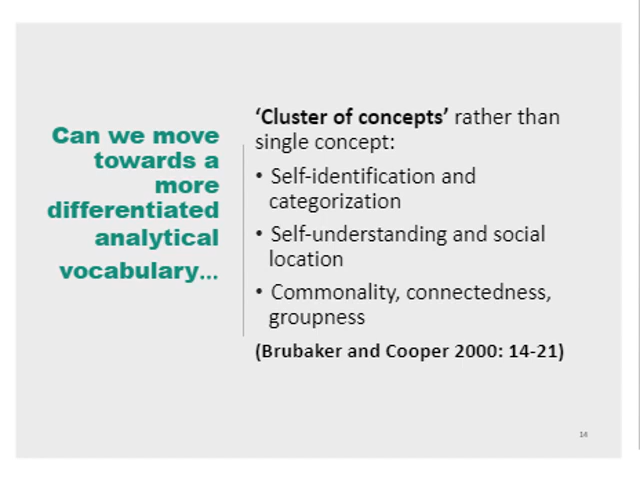 Can we move
towards a
more
differentiated
analytical
vocabulary...
‘Cluster of concepts’ rather than
single concept:
• Self-identification and
categorization
• Self-understanding and social
location
• Commonality, connectedness,
groupness
(Brubaker and Cooper 2000: 14-21)
14